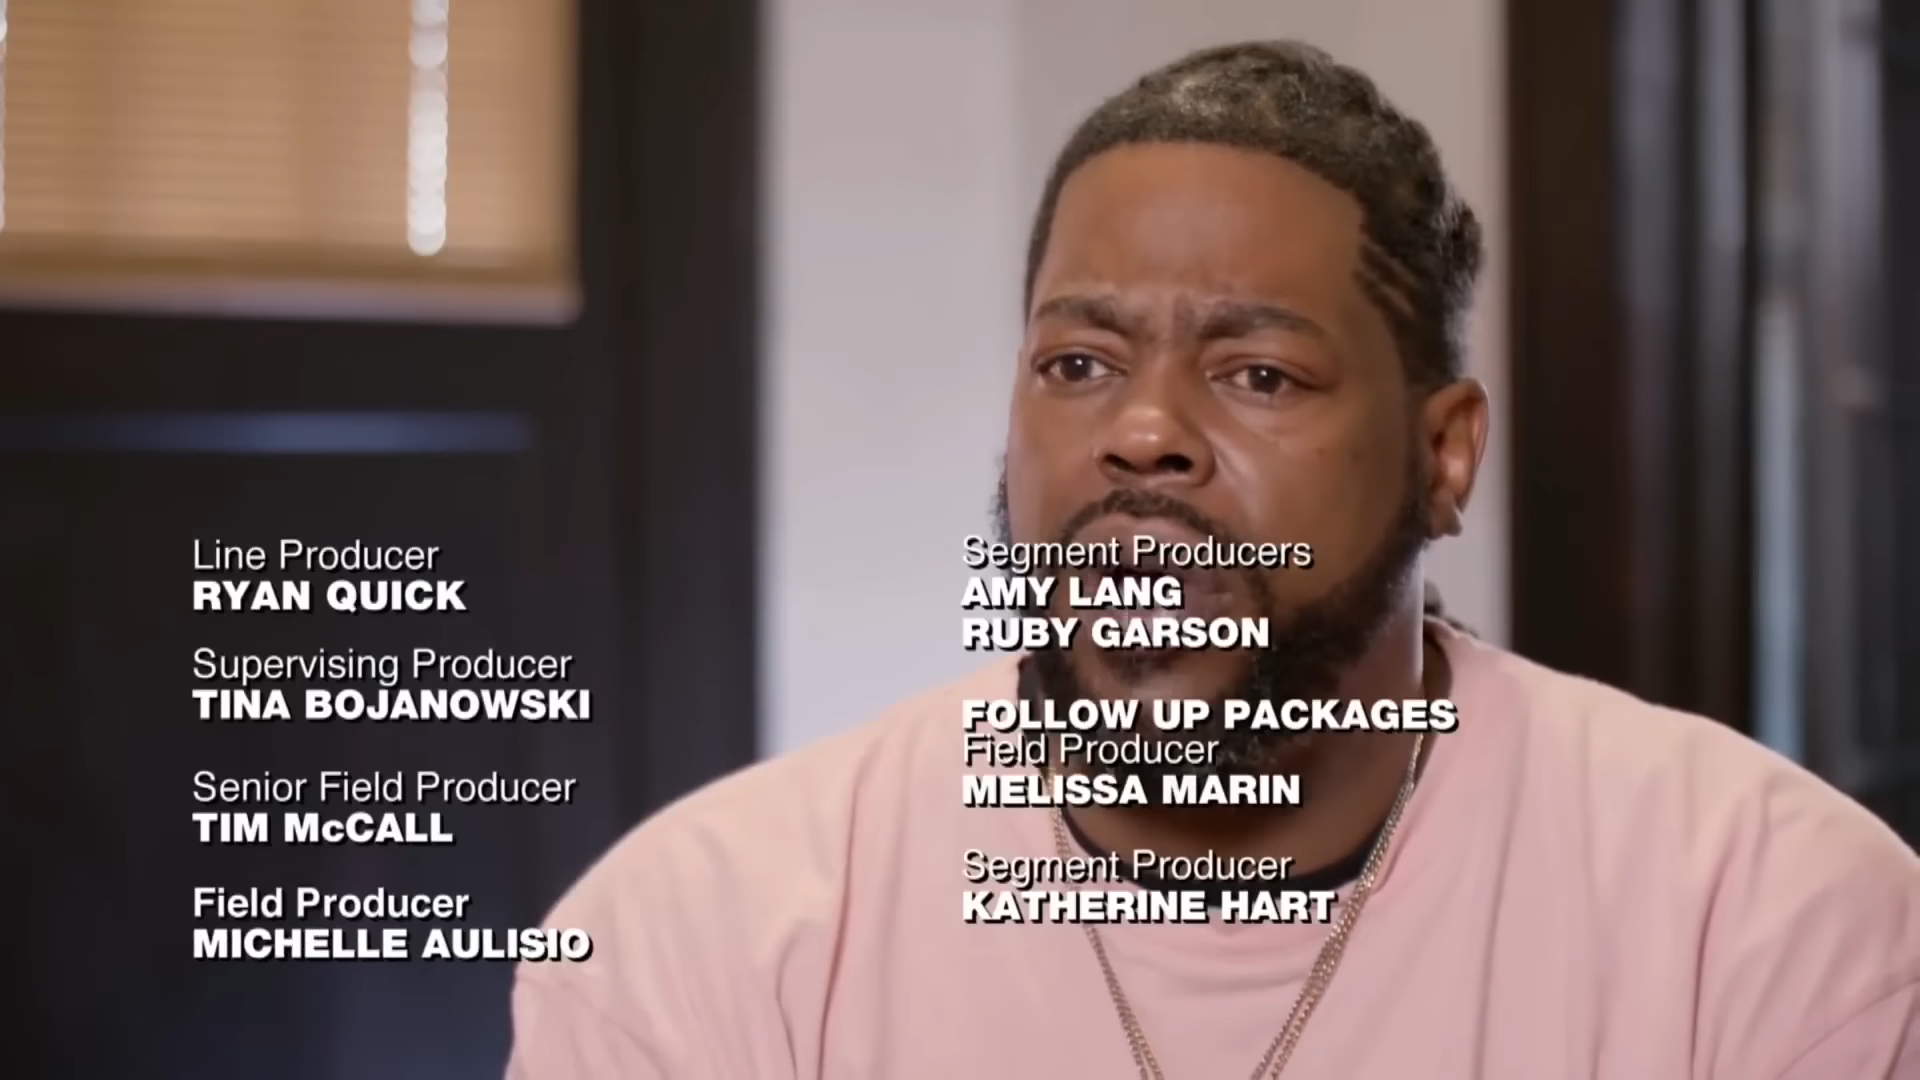 Line Producer
RYAN QUICK
Supervising Producer
TINA BOJANOWSKI
Senior Field Producer
TIM McCALL
Field Producer
MICHELLE AULISIO
Segment Producers
AMY LANG
RUBY GARSON
FOLLOW UP PACKAGES
Field Producer
MELISSA MARIN
Segment Producer
KATHERINE HART